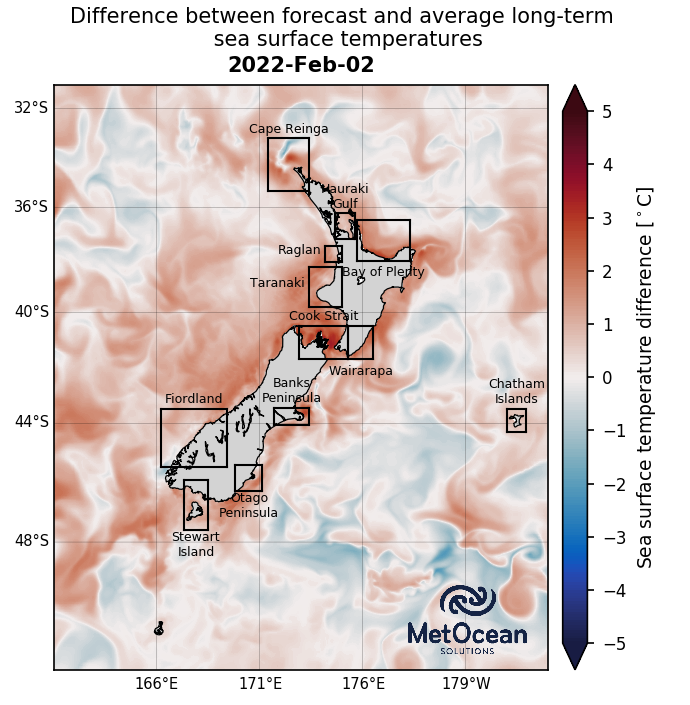 Difference between forecast and average long-term
sea surface temperatures
2022-Feb-02
32°S
36°S
40°S
44°S
48°S
166°E
171°E
176°E
179°W
Cape Reinga
Hauraki
Gulf
Raglan
Bay of Plenty
Taranaki
Cook Strait
Wairarapa
Banks
Peninsula
Fiordland
Chatham
Islands
Otago
Peninsula
Stewart
Island
MetOcean
SOLUTIONS
5
4
3
2
1
0
−1
−2
−3
−4
−5
Sea surface temperature difference [°C]